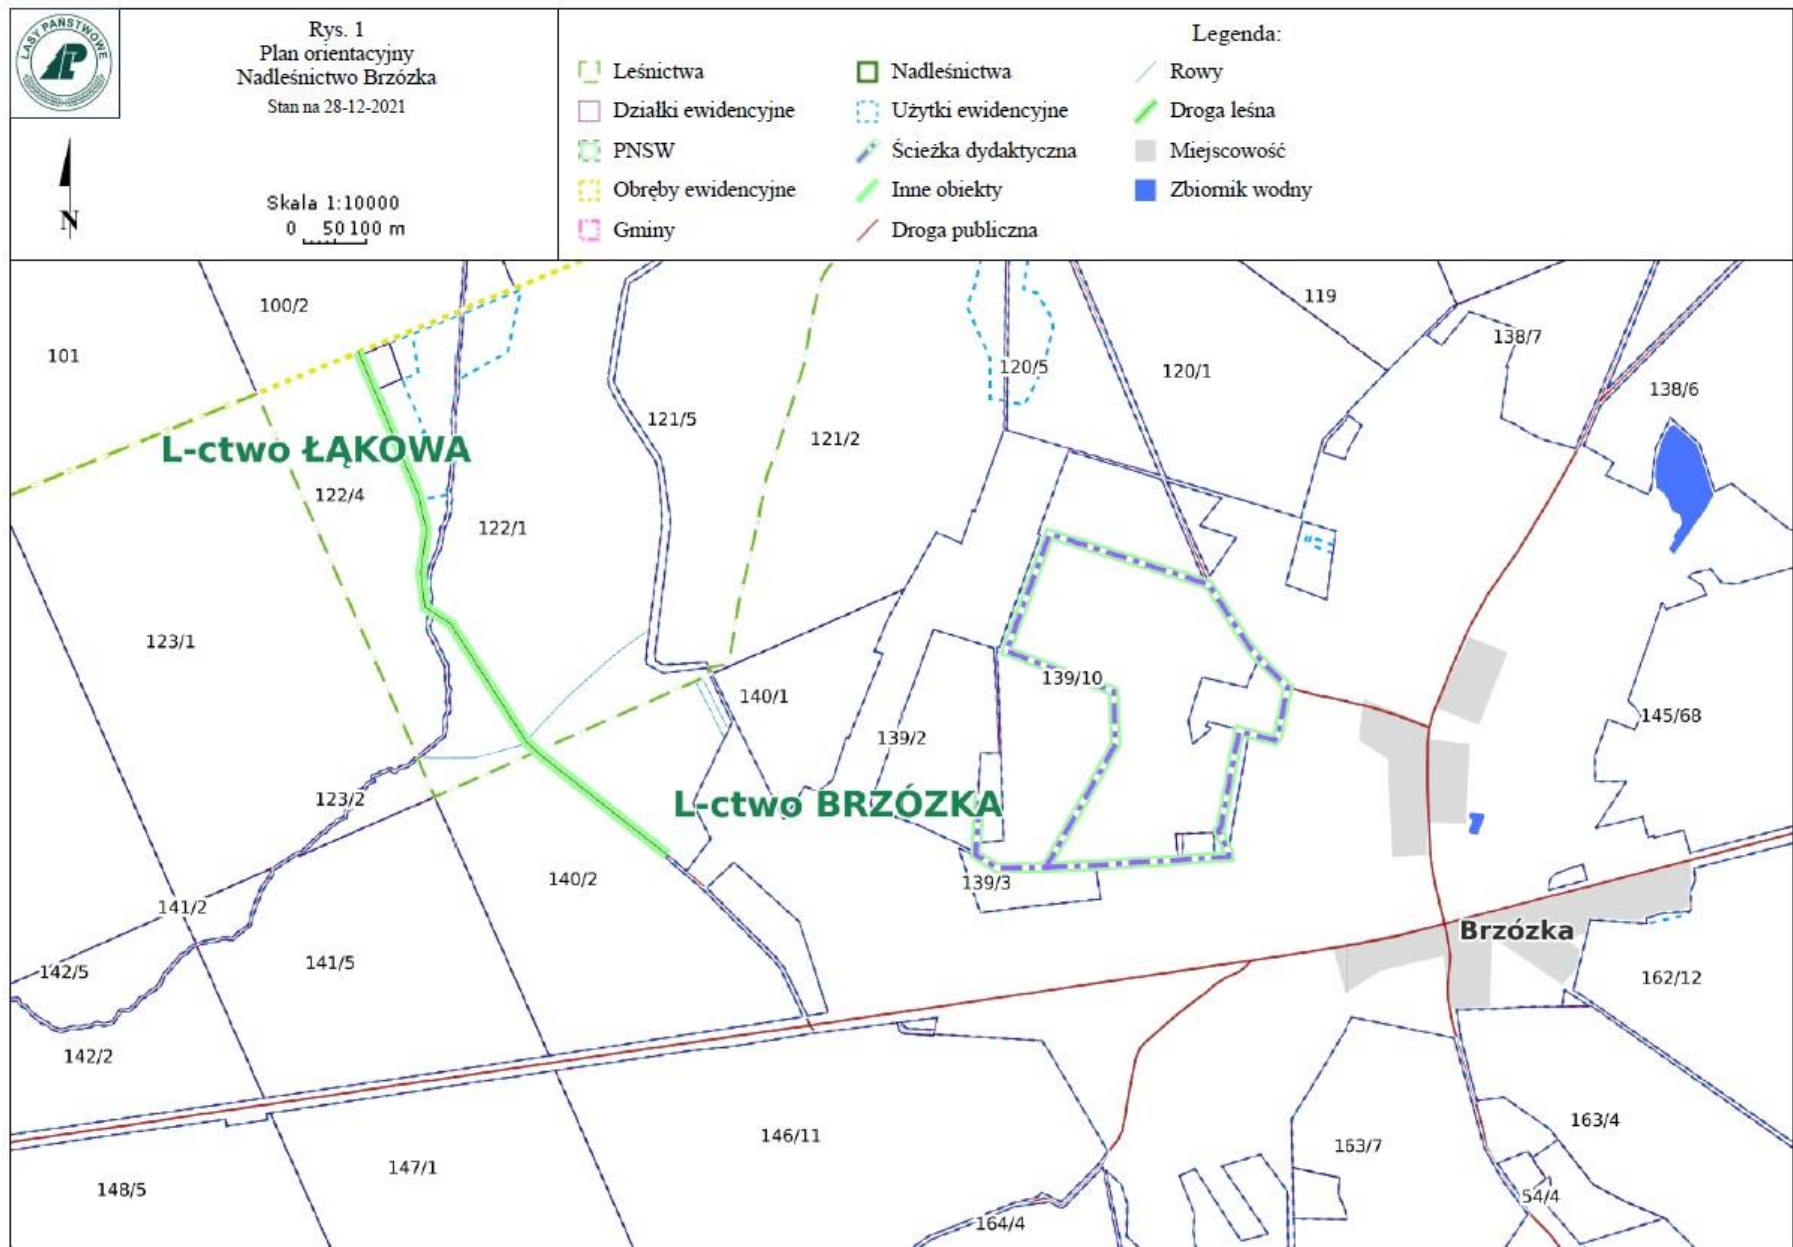 LASY PAŃSTWOWE
Rys. 1
Plan orientacyjny
Nadleśnictwo Brzózka
Stan na 28-12-2021
N
Skala 1:10000
0 50 100 m
Legenda:
Leśnictwa
Działki ewidencyjne
PNSW
Obręby ewidencyjne
Gminy
Nadleśnictwa
Użytki ewidencyjne
Ścieżka dydaktyczna
Inne obiekty
Droga publiczna
Rowy
Droga leśna
Miejscowość
Zbiornik wodny
100/2
119
101
138/7
120/5
120/1
138/6
121/5
121/2
L-ctwo ŁĄKOWA
122/4
122/1
123/1
139/10
140/1
145/68
139/2
123/2
L-ctwo BRZÓZKA
140/2
139/3
141/2
Brzózka
141/5
142/5
162/12
142/2
163/4
146/11
163/7
147/1
148/5
54/4
164/4